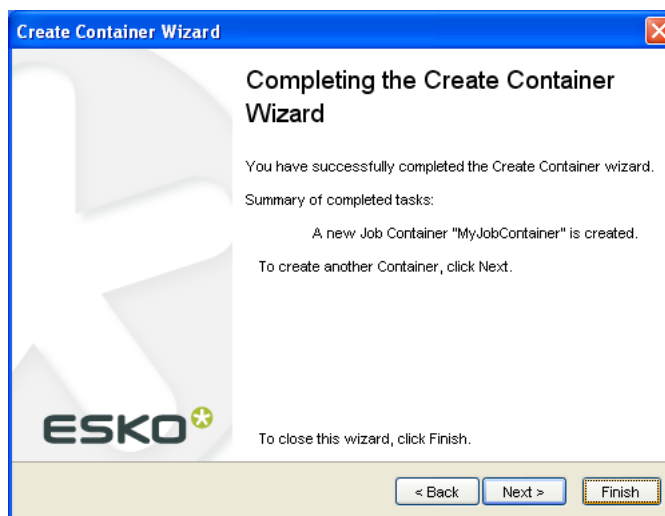 Create Container Wizard
Completing the Create Container
Wizard
You have successfully completed the Create Container wizard.
Summary of completed tasks:
A new Job Container "MyJobContainer" is created.
To create another Container, click Next.
ESKO
To close this wizard, click Finish.
< Back Next > Finish